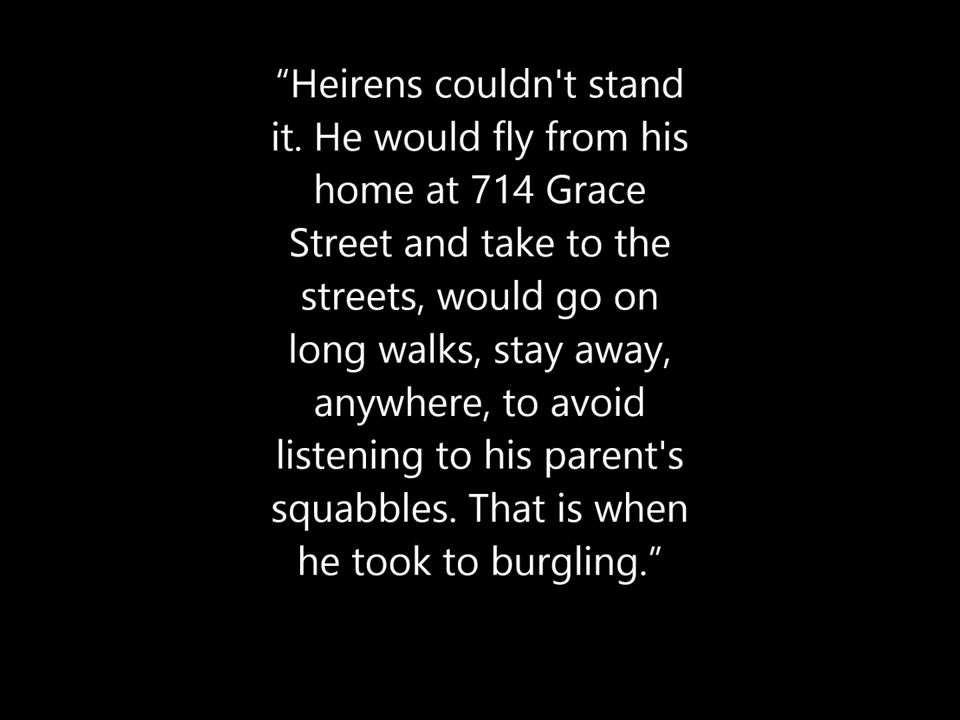 “Heirens couldn't stand
it. He would fly from his
home at 714 Grace
Street and take to the
streets, would go on
long walks, stay away,
anywhere, to avoid
listening to his parent's
squabbles. That is when
he took to burgling.”